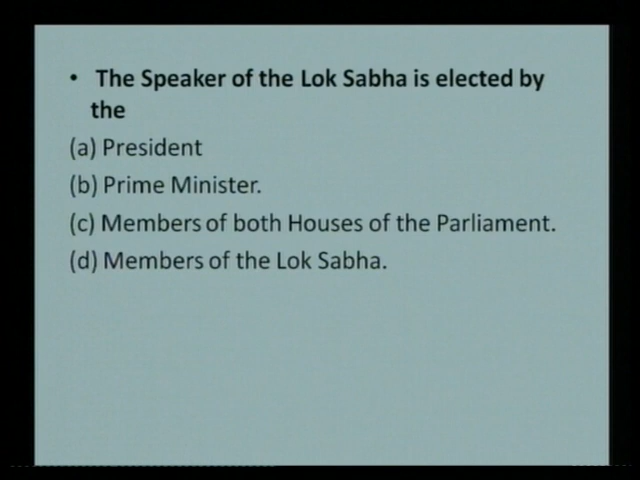 • The Speaker of the Lok Sabha is elected by
the
(a) President
(b) Prime Minister.
(c) Members of both Houses of the Parliament.
(d) Members of the Lok Sabha.